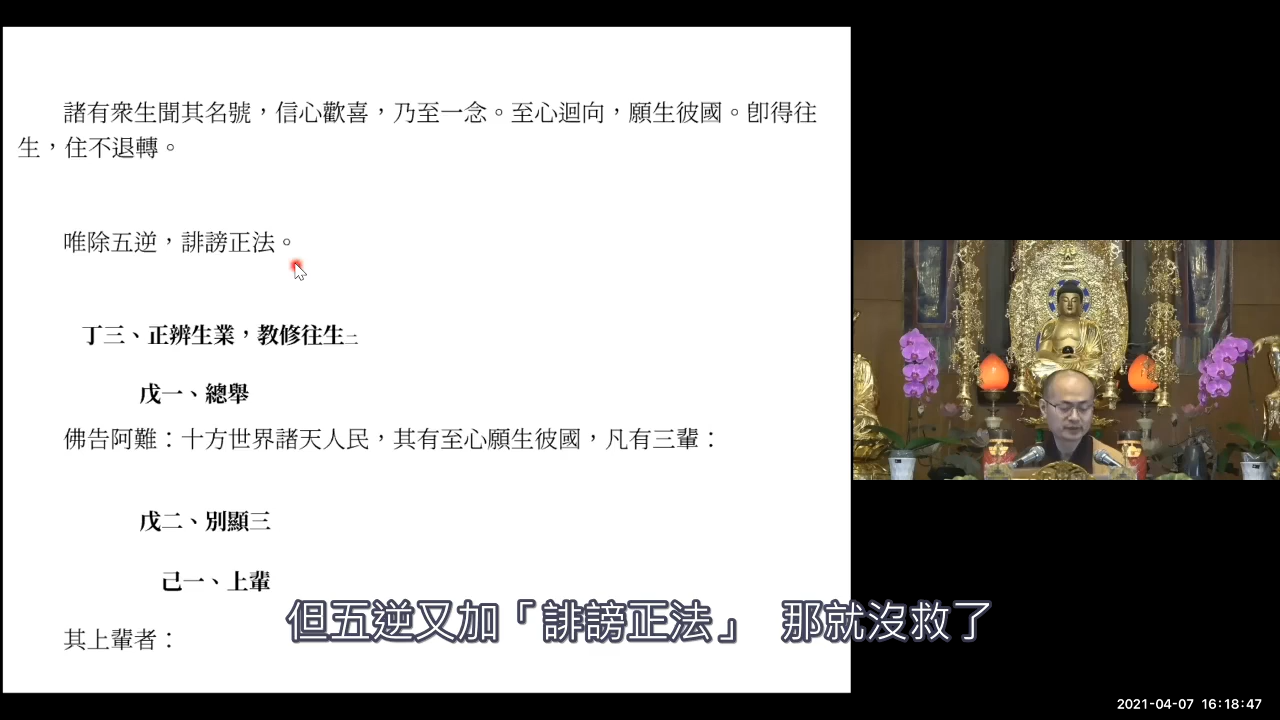 諸有衆生聞其名號，信心歡喜，乃至一念。至心迴向，願生彼國。卽得往
生，住不退轉。
唯除五逆，誹謗正法。
丁三、正辨生業，教修往生二
戊一、總舉
佛告阿難：十方世界諸天人民，其有至心願生彼國，凡有三輩：
戊二、別顯三
己一、上輩
其上輩者：
但五逆又加「誹謗正法」 那就沒救了
2021-04-07 16:18:47